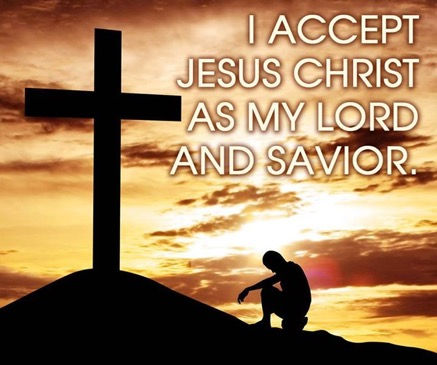 I ACCEPT
JESUS CHRIST
AS MY LORD
AND SAVIOR.